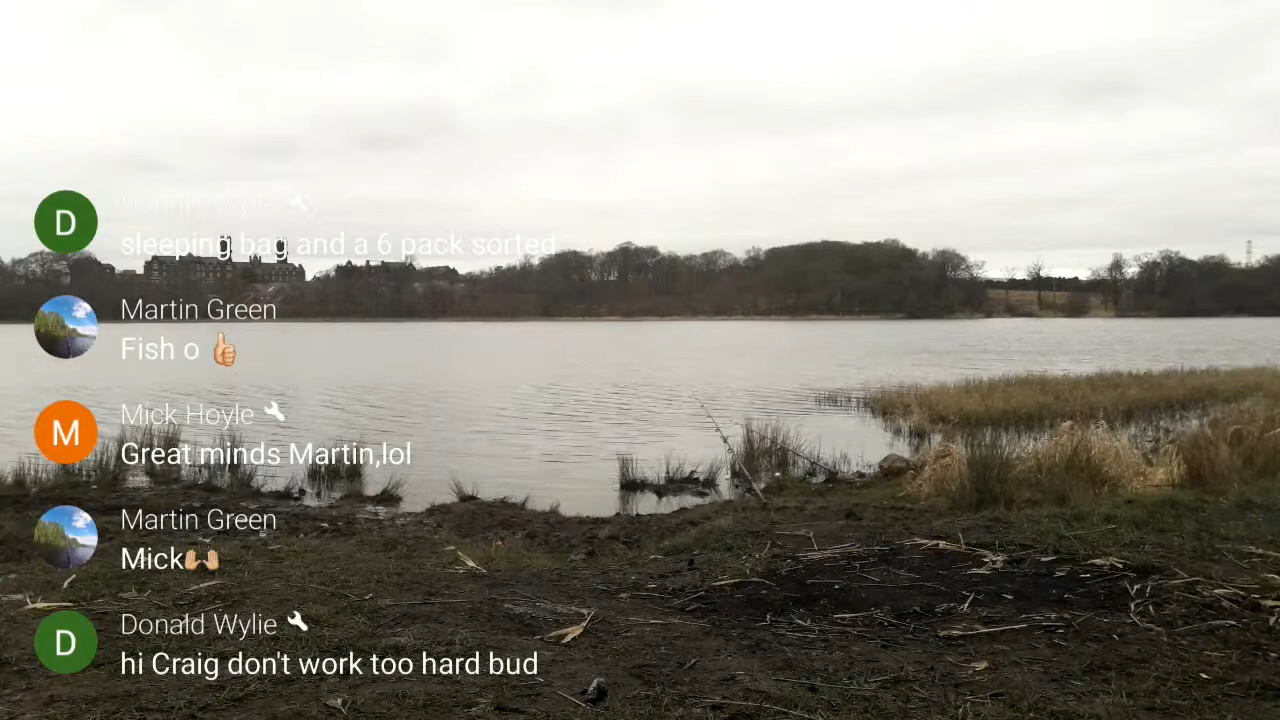 D
sleeping bag and a 6 pack sorted
Martin Green
Fish o 👍🏼
M
Mick Hoyle
Great minds Martin,lol
Martin Green
Mick🙌🏼
D
Donald Wylie
hi Craig don't work too hard bud